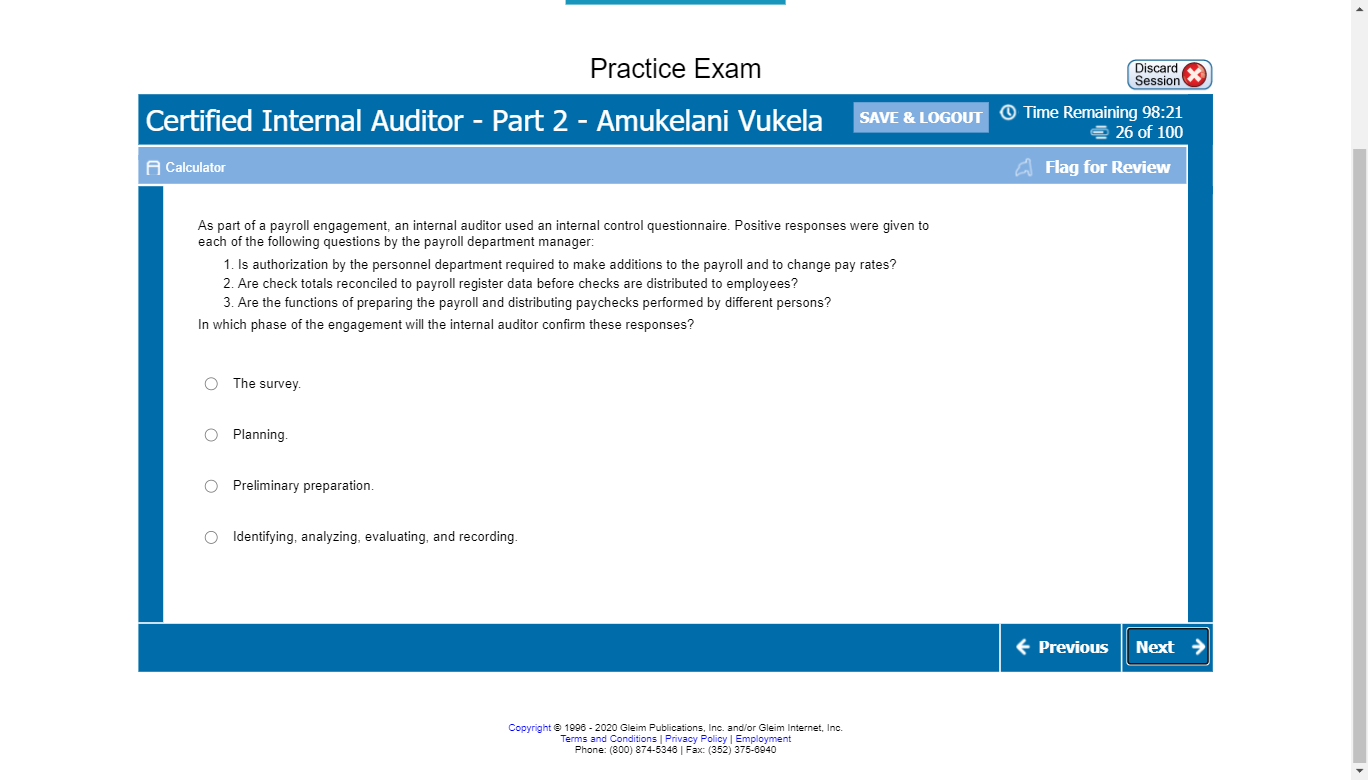 Practice Exam
Discard
Session
Certified Internal Auditor - Part 2 - Amukelani Vukela
SAVE & LOGOUT
Time Remaining 98:21
26 of 100
Calculator
Flag for Review
As part of a payroll engagement, an internal auditor used an internal control questionnaire. Positive responses were given to
each of the following questions by the payroll department manager:
1. Is authorization by the personnel department required to make additions to the payroll and to change pay rates?
2. Are check totals reconciled to payroll register data before checks are distributed to employees?
3. Are the functions of preparing the payroll and distributing paychecks performed by different persons?
In which phase of the engagement will the internal auditor confirm these responses?
The survey.
Planning.
Preliminary preparation.
Identifying, analyzing, evaluating, and recording.
Previous
Next
Copyright © 1996 - 2020 Gleim Publications, Inc. and/or Gleim Internet, Inc.
Terms and Conditions | Privacy Policy | Employment
Phone: (800) 874-5346 | Fax: (352) 375-6940